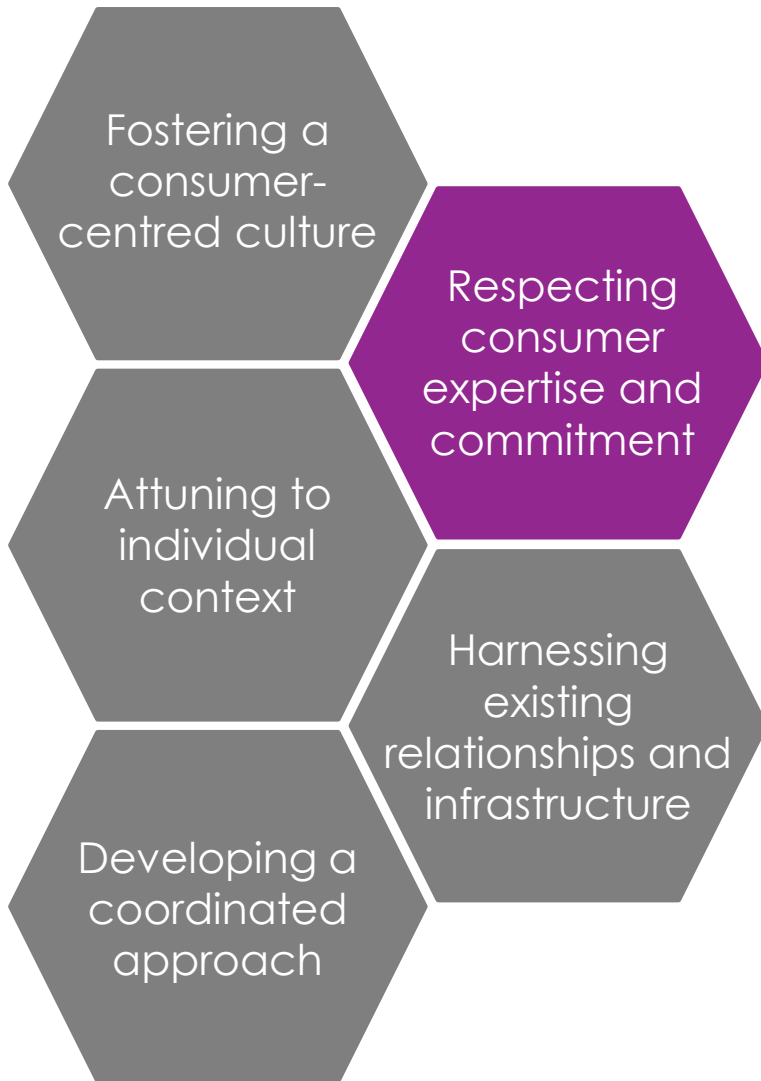 Fostering a
consumer-
centred culture
Respecting
consumer
expertise and
commitment
Attuning to
individual
context
Harnessing
existing
relationships and
infrastructure
Developing a
coordinated
approach